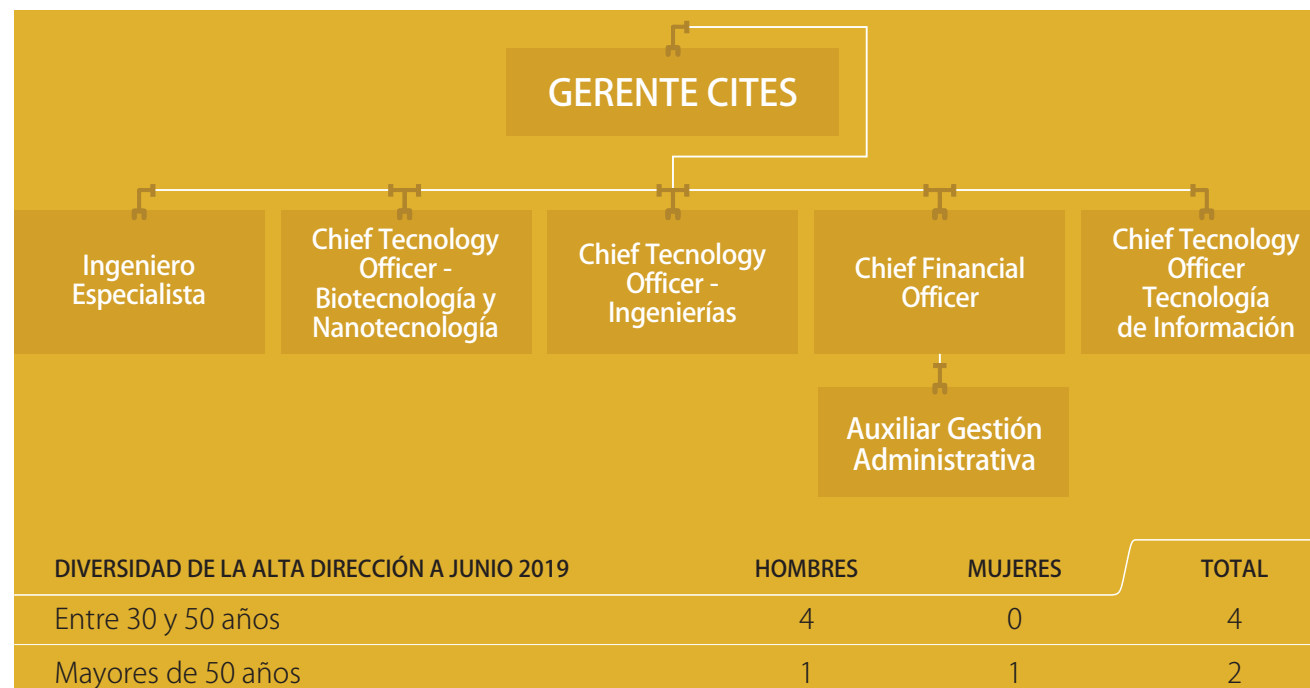 GERENTE CITES
Ingeniero
Especialista
Chief Tecnology
Officer -
Biotecnología y
Nanotecnología
Chief Tecnology
Officer -
Ingenierías
Chief Financial
Officer
Chief Tecnology
Officer
Tecnología
de Información
Auxiliar Gestión
Administrativa
DIVERSIDAD DE LA ALTA DIRECCIÓN A JUNIO 2019 HOMBRES MUJERES TOTAL
Entre 30 y 50 años 4 0 4
Mayores de 50 años 1 1 2